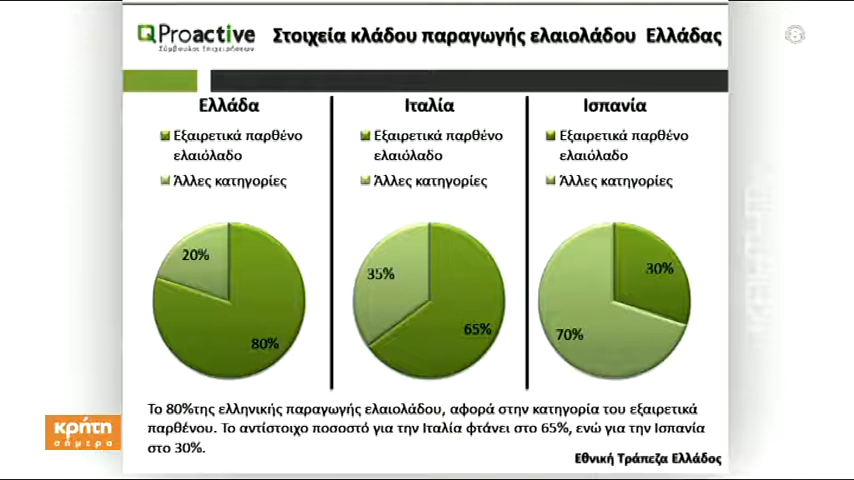 Proactive
Σύμβουλοι Επιχειρήσεων
Στοιχεία κλάδου παραγωγής ελαιολάδου Ελλάδας
Ελλάδα
Εξαιρετικά παρθένο
ελαιόλαδο
Άλλες κατηγορίες
20%
80%
Ιταλία
Εξαιρετικά παρθένο
ελαιόλαδο
Άλλες κατηγορίες
35%
65%
Ισπανία
Εξαιρετικά παρθένο
ελαιόλαδο
Άλλες κατηγορίες
30%
70%
Το 80%της ελληνικής παραγωγής ελαιολάδου, αφορά στην κατηγορία του εξαιρετικά
παρθένου. Το αντίστοιχο ποσοστό για την Ιταλία φτάνει στο 65%, ενώ για την Ισπανία
στο 30%.
Εθνική Τράπεζα Ελλάδος
κρήτη
σήμερα